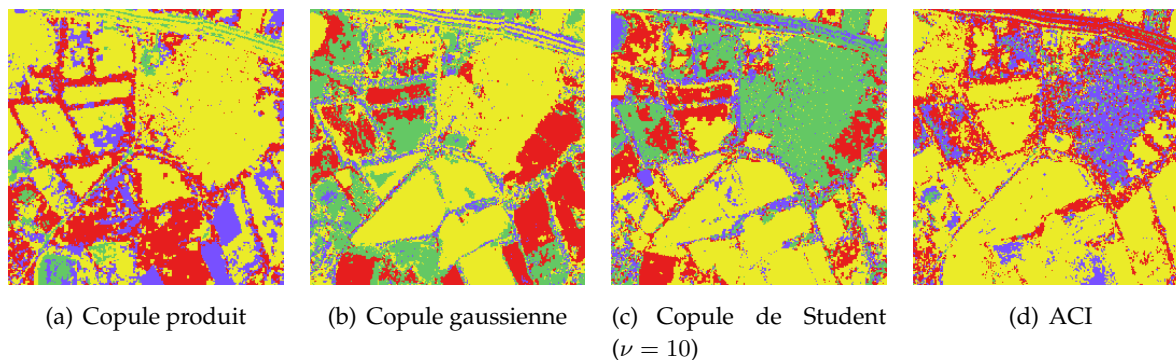 (a) Copule produit
(b) Copule gaussienne
(c) Copule de Student
(ν = 10)
(d) ACI